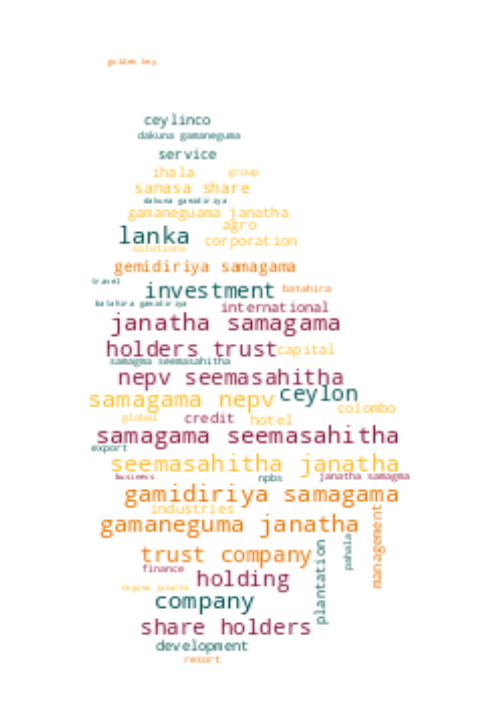 golden key
ceylinco
dakuna gamaneguma
service
ihala
group
sanasa share
dakuna gamidiriya
gamaneguama janatha
agro
lanka
corporation
solutions
gemidiriya samagama
travel
investment
batahira
batahira gamidiriya
international
janatha samagama
holders trust
capital
samagma seemasahitha
nepv seemasahitha
samagama nepv
ceylon
colombo
global
credit
hotel
samagama seemasahitha
export
seemasahitha janatha
business
npbs
janatha samagma
gamidiriya samagama
industries
gamaneguma janatha
management
trust company
plantation
pahala
finance
holding
janatha
company
share holders
development
resort